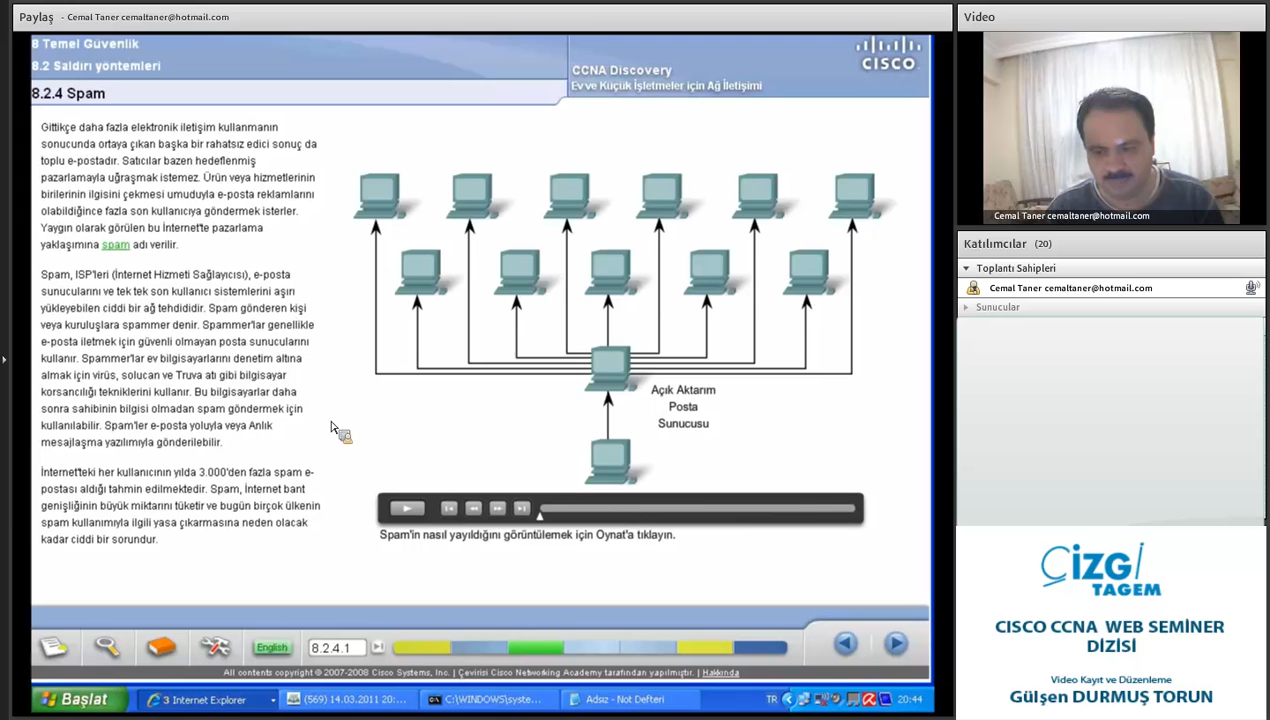 Paylaş - Cemal Taner cemaltaner@hotmail.com
8 Temel Güvenlik
8.2 Saldırı yöntemleri
8.2.4 Spam
CCNA Discovery
Ev ve Küçük İşletmeler için Ağ İletişimi
CISCO
Gittikçe daha fazla elektronik iletişim kullanmanın
sonucunda ortaya çıkan başka bir rahatsız edici sonuç da
toplu e-postadır. Satıcılar bazen hedeflenmiş
pazarlamayla uğraşmak istemez. Ürün veya hizmetlerinin
birilerinin ilgisini çekmesi umuduyla e-posta reklamlarını
olabildiğince fazla son kullanıcıya göndermek isterler.
Yaygın olarak görülen bu İnternet'te pazarlama
yaklaşımına spam adı verilir.
Spam, ISP'leri (İnternet Hizmeti Sağlayıcısı), e-posta
sunucularını ve tek tek son kullanıcı sistemlerini aşırı
yükleyebilen ciddi bir ağ tehdididir. Spam gönderen kişi
veya kuruluşlara spammer denir. Spammer'lar genellikle
e-posta iletmek için güvenli olmayan posta sunucularını
kullanır. Spammer'lar ev bilgisayarlarını denetim altına
almak için virüs, solucan ve Truva atı gibi bilgisayar
korsancılığı tekniklerini kullanır. Bu bilgisayarlar daha
sonra sahibinin bilgisi olmadan spam göndermek için
kullanılabilir. Spam'ler e-posta yoluyla veya Anlık
mesajlaşma yazılımıyla gönderilebilir.
İnternet'teki her kullanıcının yılda 3.000'den fazla spam e-
postası aldığı tahmin edilmektedir. Spam, İnternet bant
genişliğinin büyük miktarını tüketir ve bugün birçok ülkenin
spam kullanımıyla ilgili yasa çıkarmasına neden olacak
kadar ciddi bir sorundur.
Açık Aktarım
Posta
Sunucusu
Spam'in nasıl yayıldığını görüntülemek için Oynat'a tıklayın.
English
8.2.4.1
All contents copyright © 2007-2008 Cisco Systems, Inc. | Çevirisi Cisco Networking Academy tarafından yapılmıştır. | Hakkında
Başlat
3 Internet Explorer
(569) 14.03.2011 20:...
C:\WINDOWS\syste...
Adsız - Not Defteri
TR
20:44
Video
Cemal Taner cemaltaner@hotmail.com
Katılımcılar (20)
Toplantı Sahipleri
Cemal Taner cemaltaner@hotmail.com
Sunucular
ÇİZGİ
TAGEM
CISCO CCNA WEB SEMİNER
DİZİSİ
Video Kayıt ve Düzenleme
Gülşen DURMUŞ TORUN